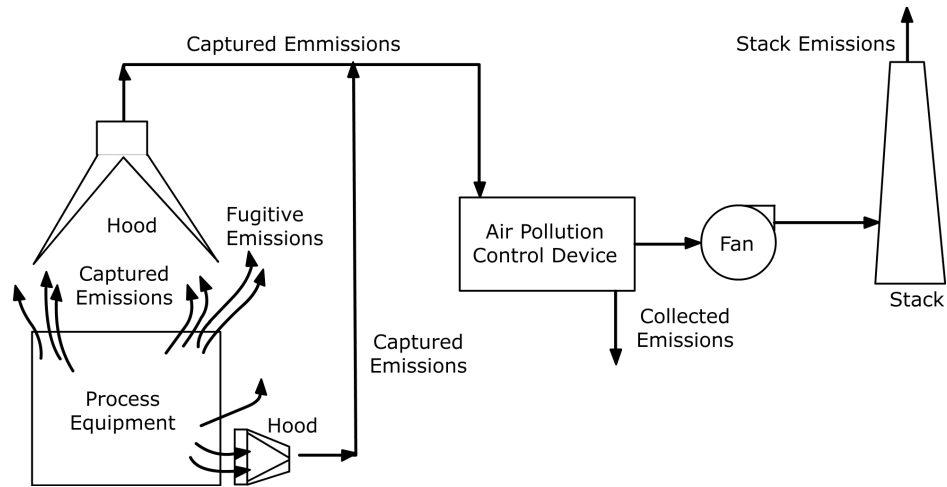 Captured Emmissions
Stack Emissions
Hood
Fugitive
Emissions
Captured
Emissions
Air Pollution
Control Device
Fan
Stack
Collected
Emissions
Captured
Emissions
Process
Equipment
Hood